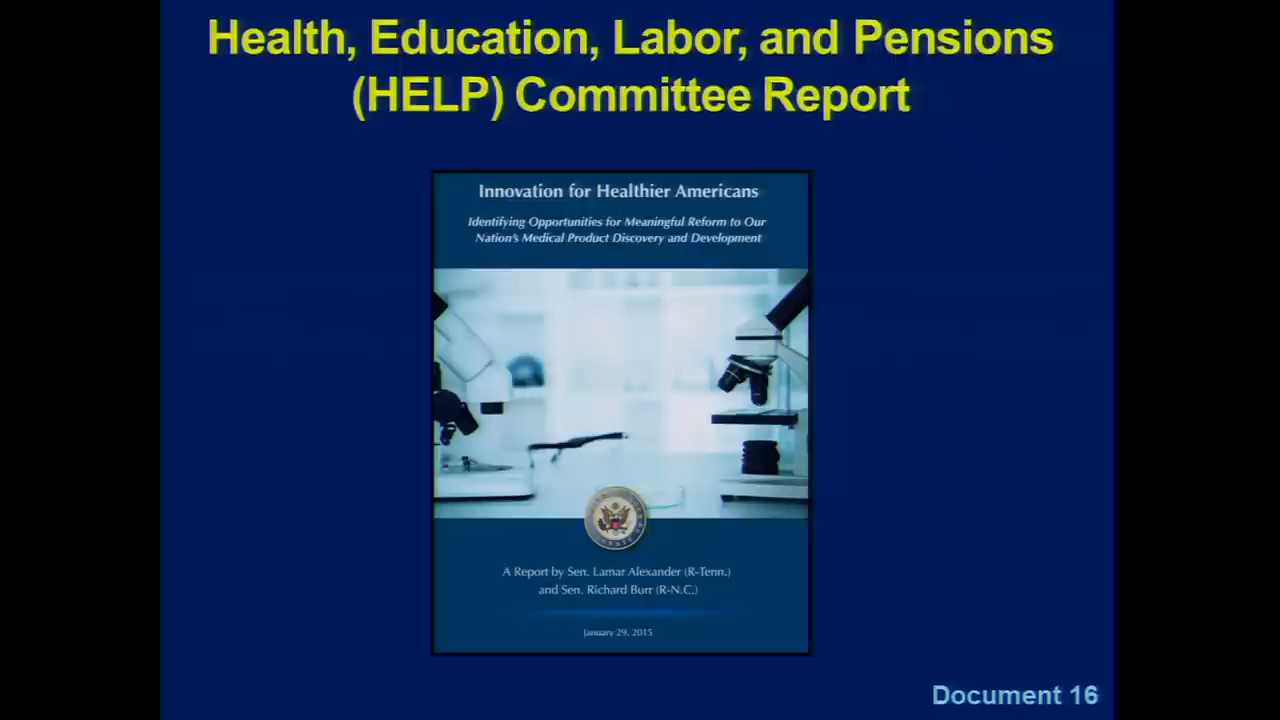 Health, Education, Labor, and Pensions
(HELP) Committee Report
Innovation for Healthier Americans
Identifying Opportunities for Meaningful Reform to Our
Nation's Medical Product Discovery and Development
A Report by Sen. Lamar Alexander (R-Tenn.)
and Sen. Richard Burr (R-N.C.)
January 29, 2015
Document 16